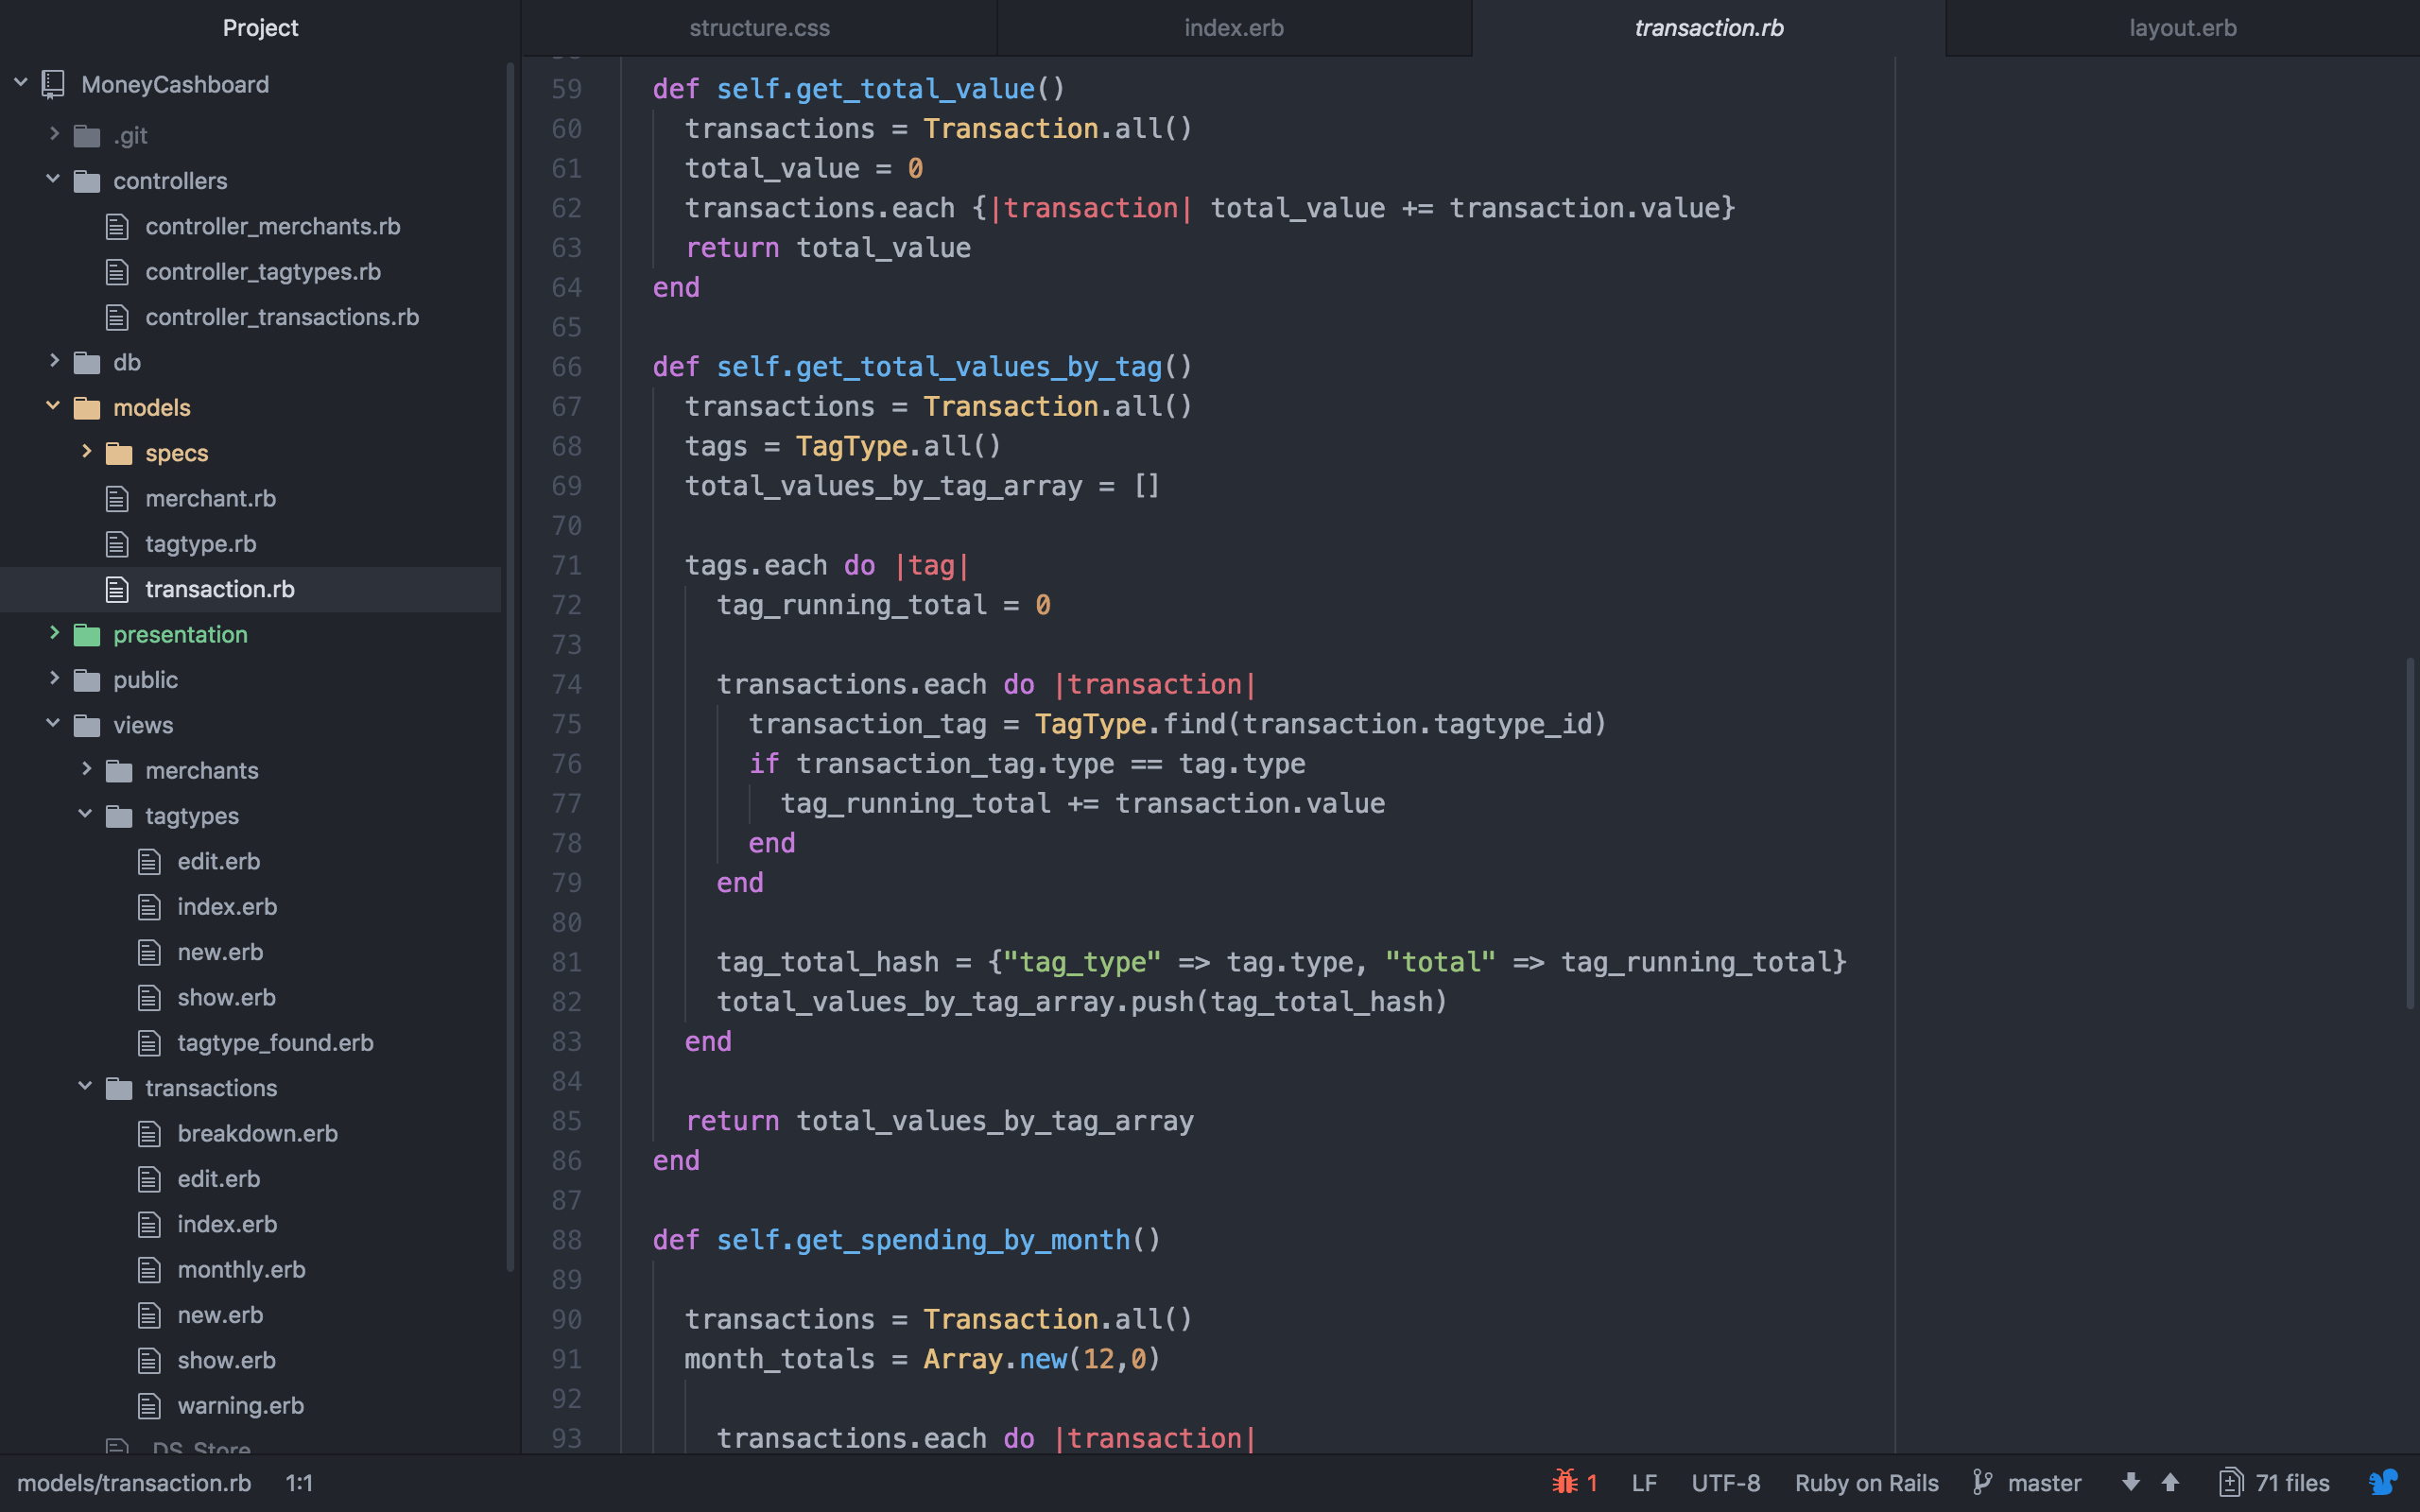 Project
structure.css
index.erb
transaction.rb
layout.erb
MoneyCashboard
.git
controllers
controller_merchants.rb
controller_tagtypes.rb
controller_transactions.rb
db
models
specs
merchant.rb
tagtype.rb
transaction.rb
presentation
public
views
merchants
tagtypes
edit.erb
index.erb
new.erb
show.erb
tagtype_found.erb
transactions
breakdown.erb
edit.erb
index.erb
monthly.erb
new.erb
show.erb
warning.erb
59 def self.get_total_value()
60 transactions = Transaction.all()
61 total_value = 0
62 transactions.each {|transaction| total_value += transaction.value}
63 return total_value
64 end
65
66 def self.get_total_values_by_tag()
67 transactions = Transaction.all()
68 tags = TagType.all()
69 total_values_by_tag_array = []
70
71 tags.each do |tag|
72 tag_running_total = 0
73
74 transactions.each do |transaction|
75 transaction_tag = TagType.find(transaction.tagtype_id)
76 if transaction_tag.type == tag.type
77 tag_running_total += transaction.value
78 end
79 end
80
81 tag_total_hash = {"tag_type" => tag.type, "total" => tag_running_total}
82 total_values_by_tag_array.push(tag_total_hash)
83 end
84
85 return total_values_by_tag_array
86 end
87
88 def self.get_spending_by_month()
89
90 transactions = Transaction.all()
91 month_totals = Array.new(12,0)
92
93 transactions.each do |transaction|
models/transaction.rb 1:1
1 LF UTF-8 Ruby on Rails master 71 files